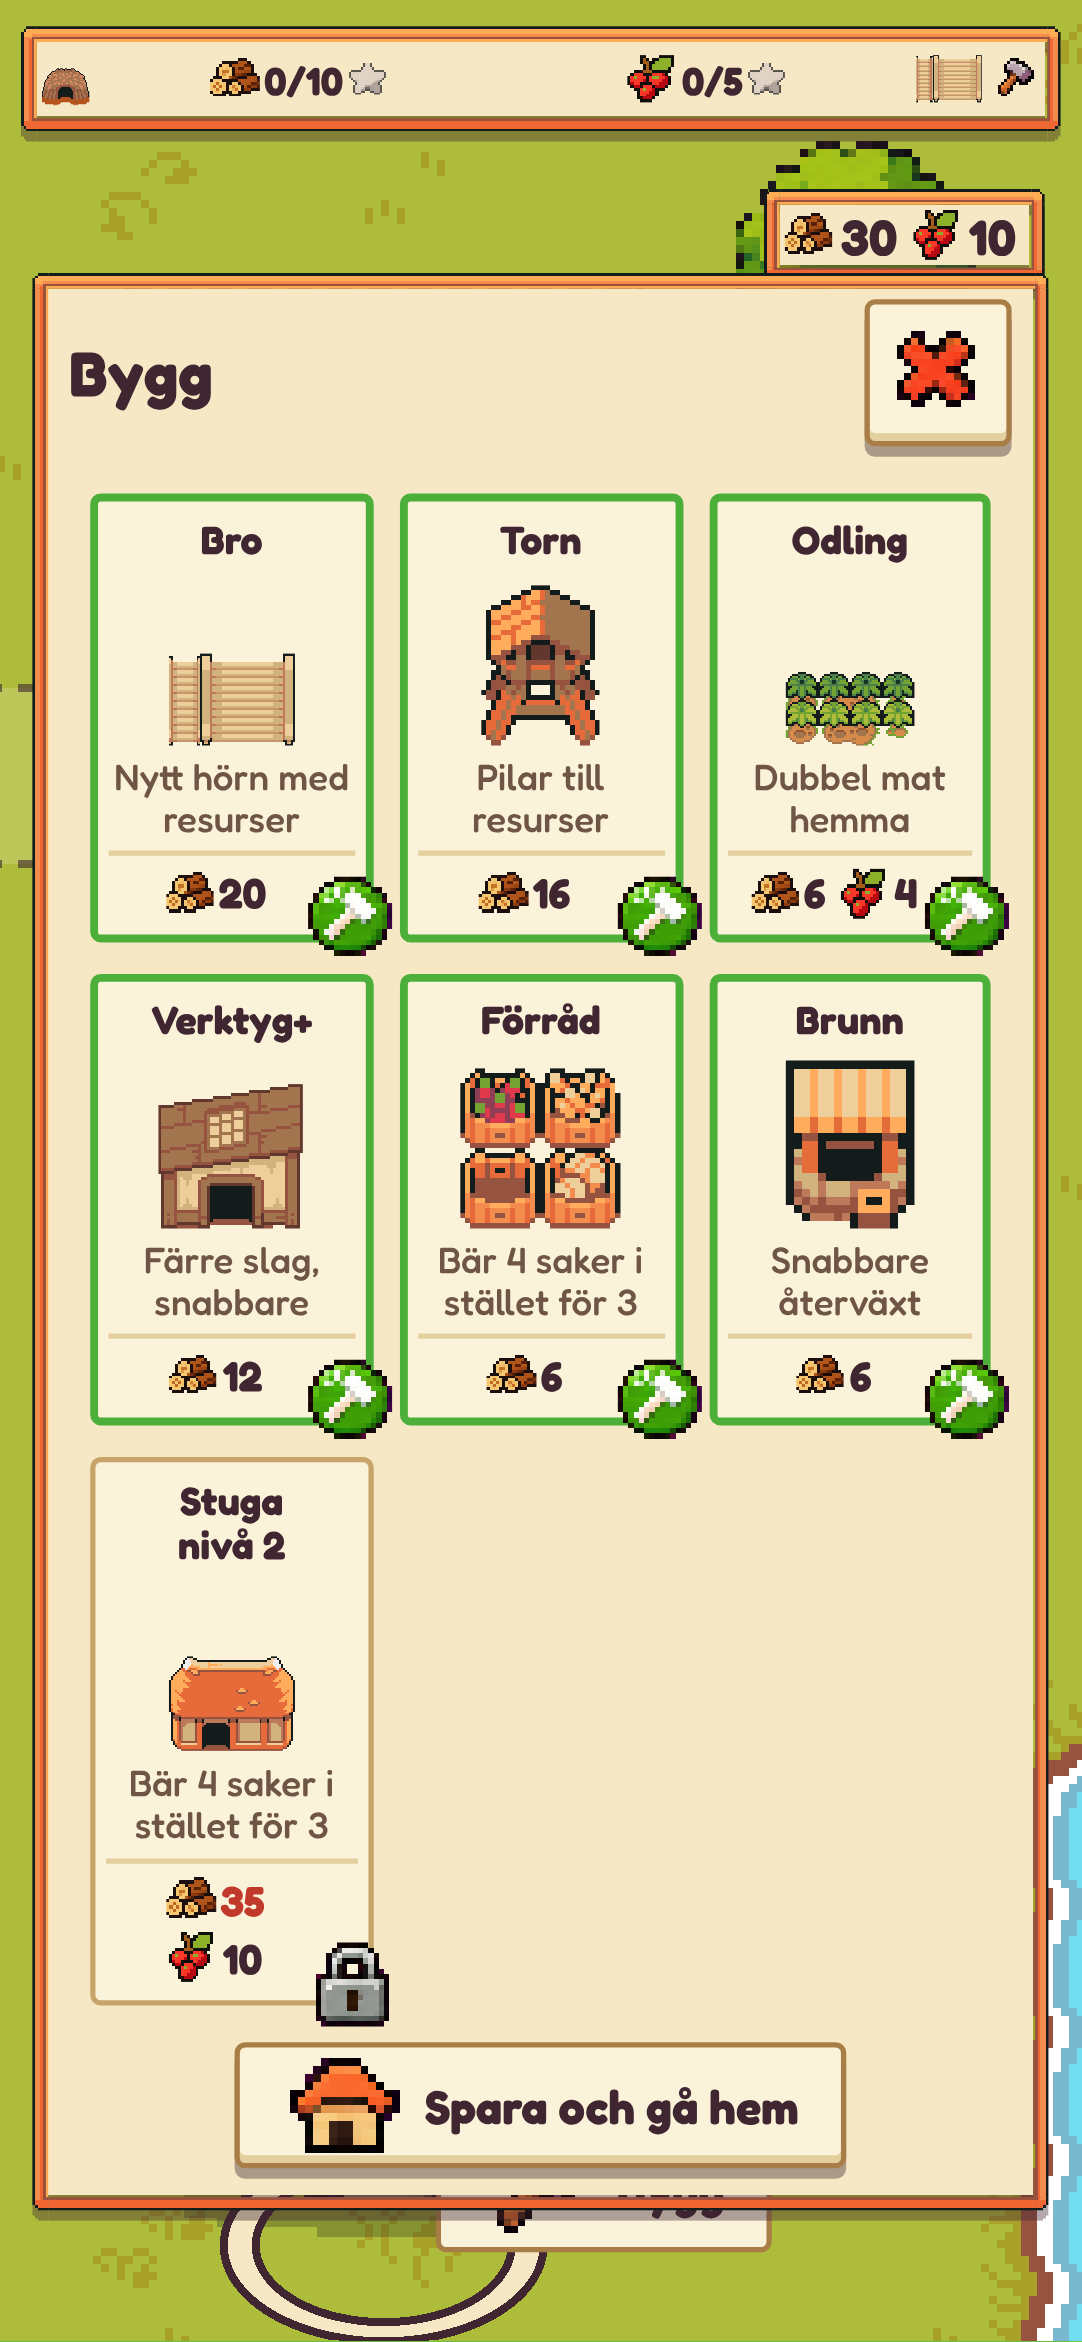 0/10 0/5
30 10
Bygg
Bro Torn Odling
Nytt hörn med Pilar till Dubbel mat
resurser resurser hemma
20 16 6 4
Verktyg+ Förråd Brunn
Färre slag, Bär 4 saker i Snabbare
snabbare stället för 3 återväxt
12 6 6
Stuga
nivå 2
Bär 4 saker i
stället för 3
35
10
Spara och gå hem